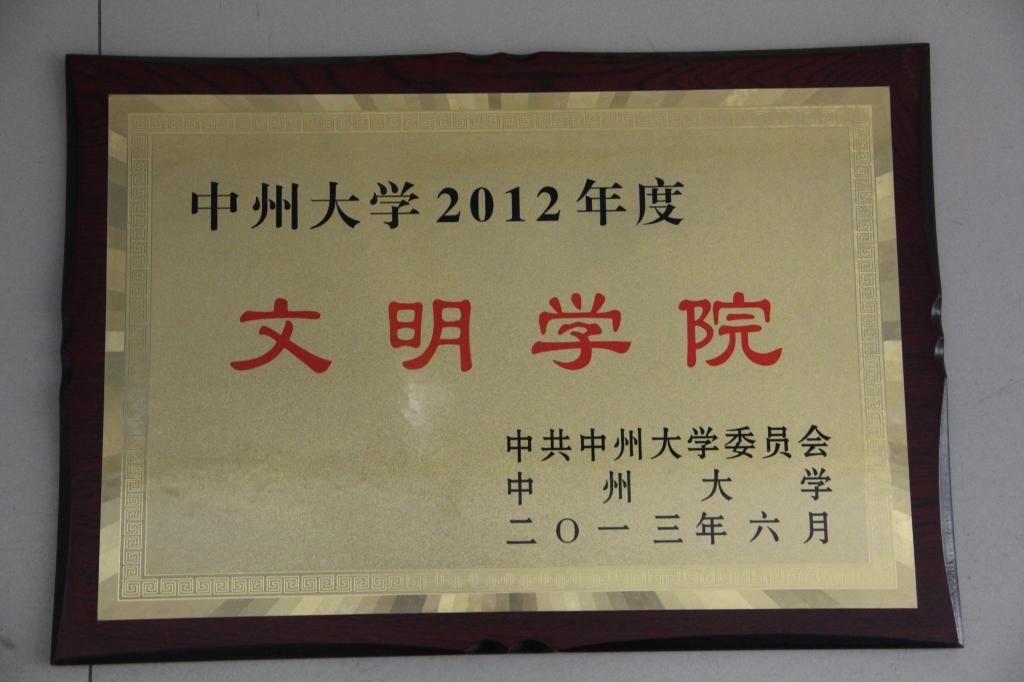 中州大学2012年度
文明学院
中共中州大学委员会
中州大学
二〇一三年六月